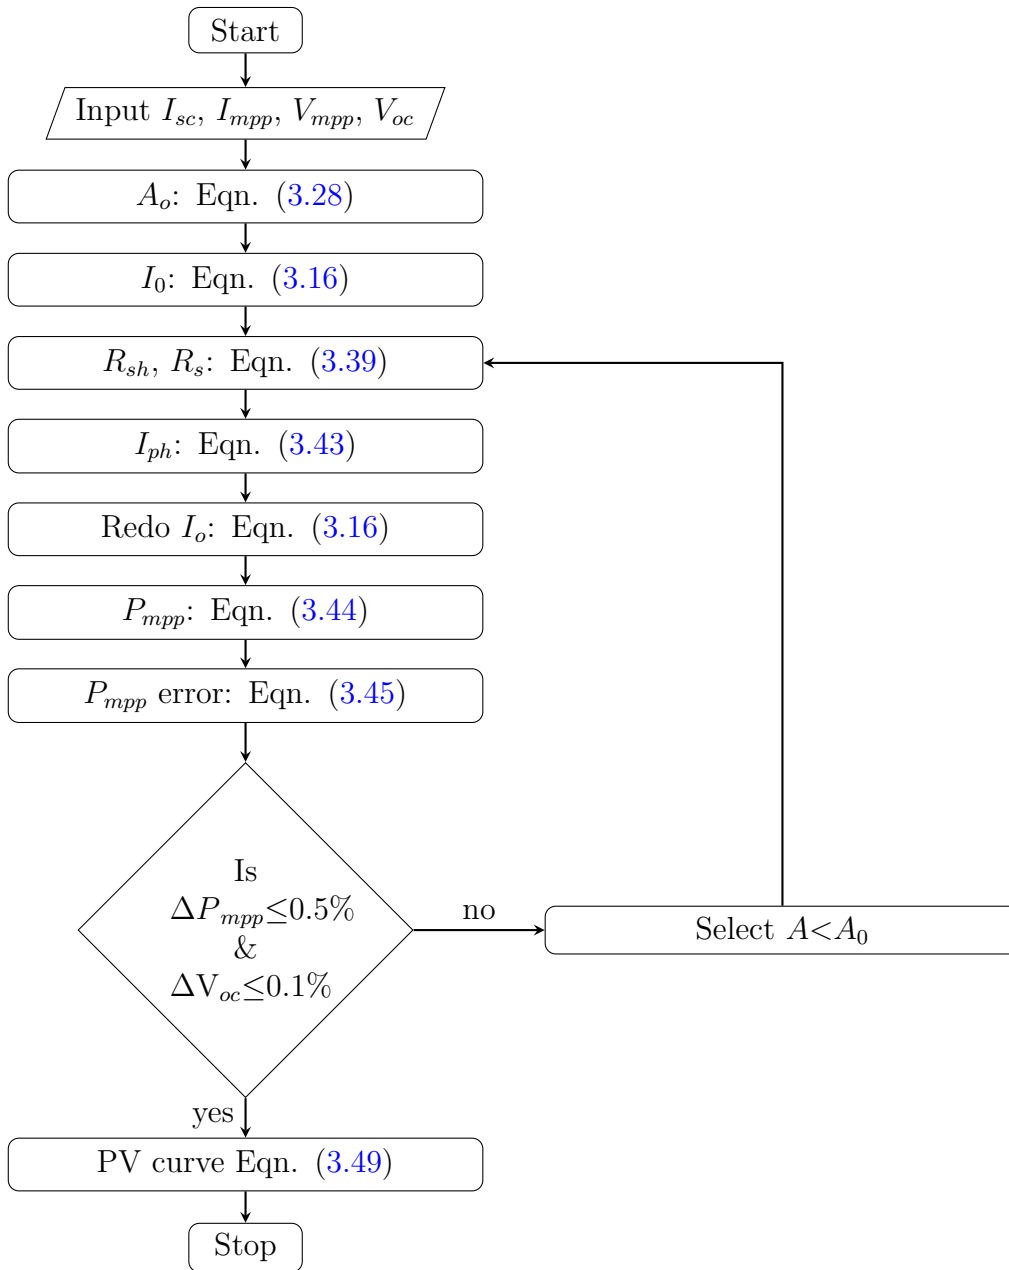 Start
Input I_sc, I_mpp, V_mpp, V_oc
A_o: Eqn. (3.28)
I_0: Eqn. (3.16)
R_sh, R_s: Eqn. (3.39)
I_ph: Eqn. (3.43)
Redo I_o: Eqn. (3.16)
P_mpp: Eqn. (3.44)
P_mpp error: Eqn. (3.45)
Is
ΔP_mpp≤0.5%
&
ΔV_oc≤0.1%
no
Select A<A_0
yes
PV curve Eqn. (3.49)
Stop